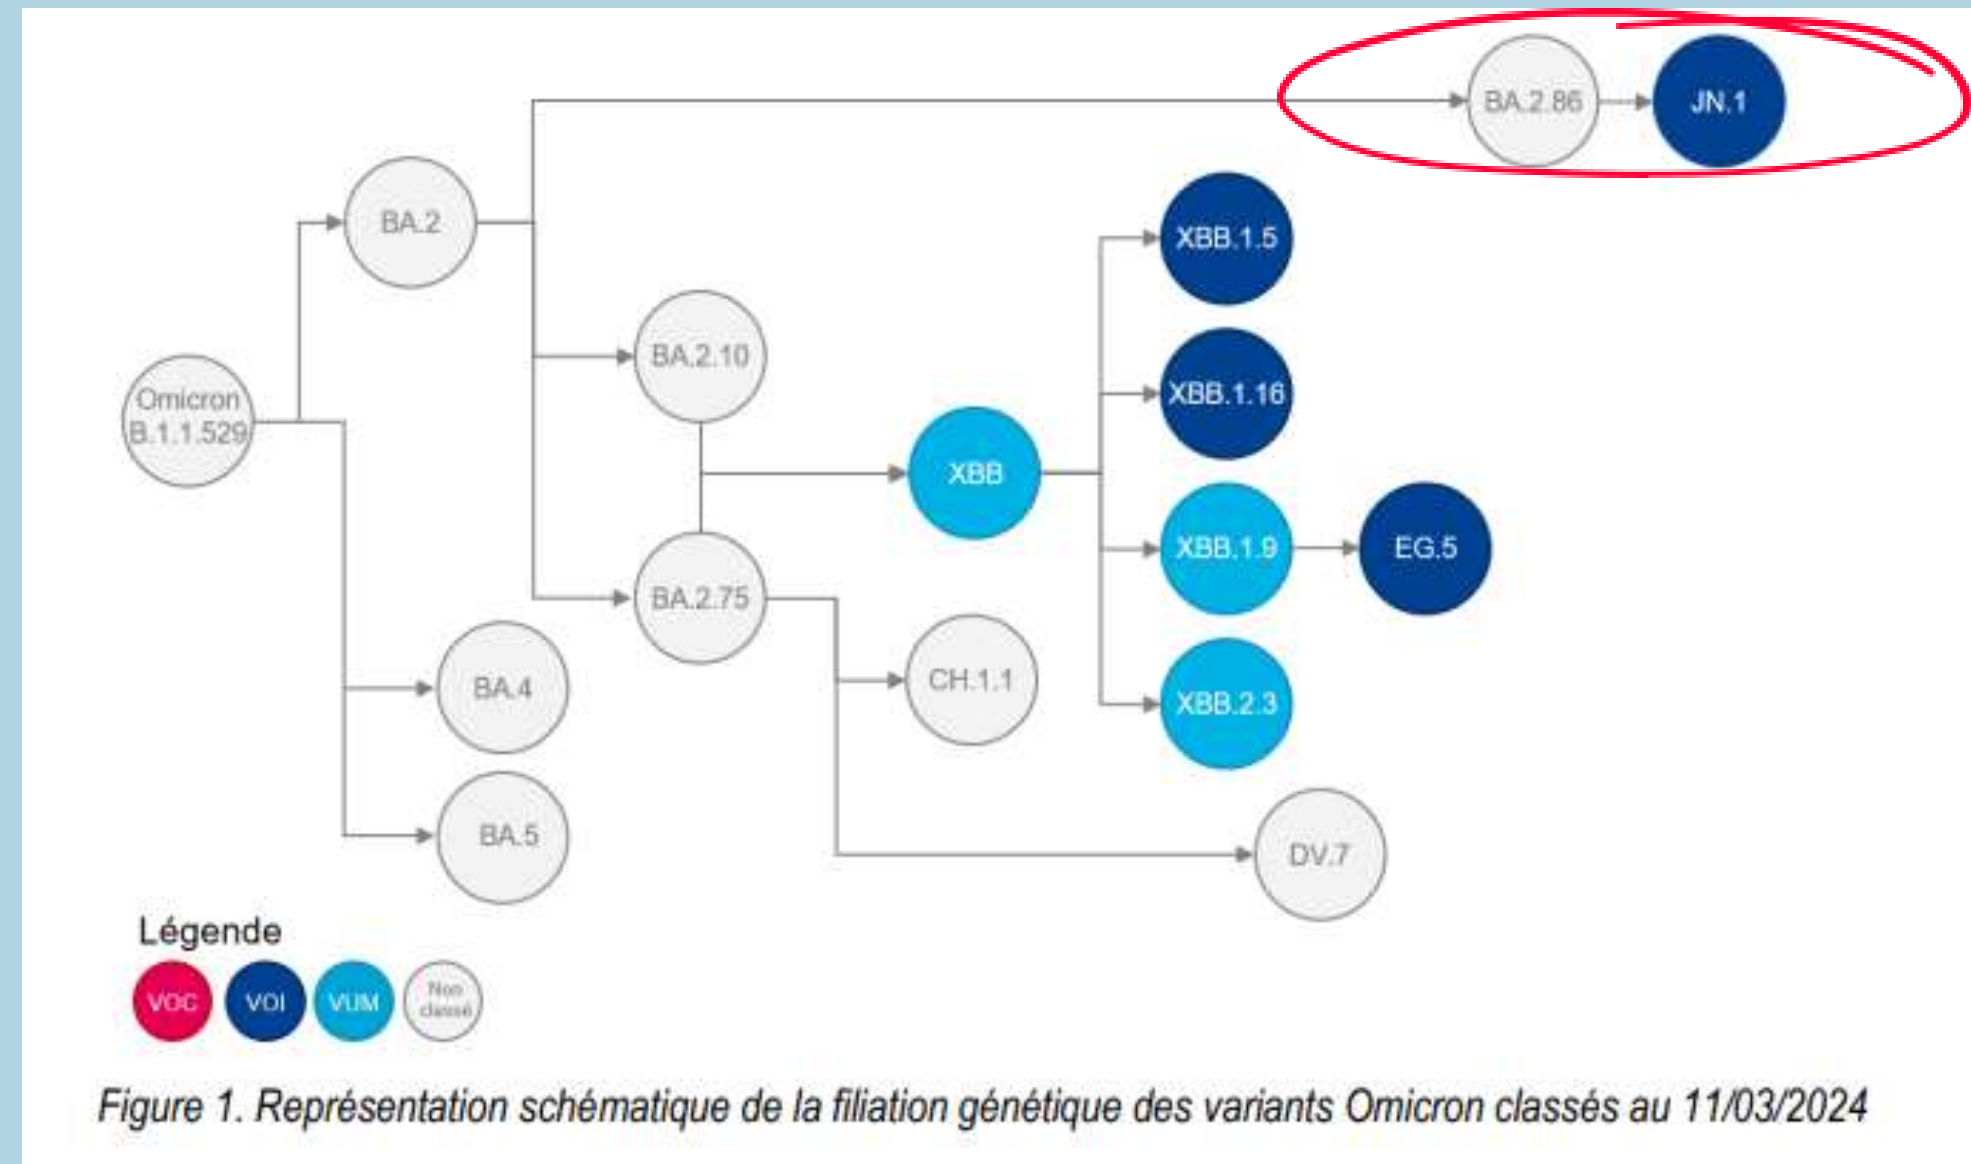 BA.2.86
JN.1
BA.2
XBB.1.5
BA.2.10
XBB.1.16
Omicron
B.1.1.529
XBB
XBB.1.9
EG.5
BA.2.75
BA.4
CH.1.1
XBB.2.3
BA.5
DV.7
Légende
VOC
VOI
VUM
Non
classé
Figure 1. Représentation schématique de la filiation génétique des variants Omicron classés au 11/03/2024